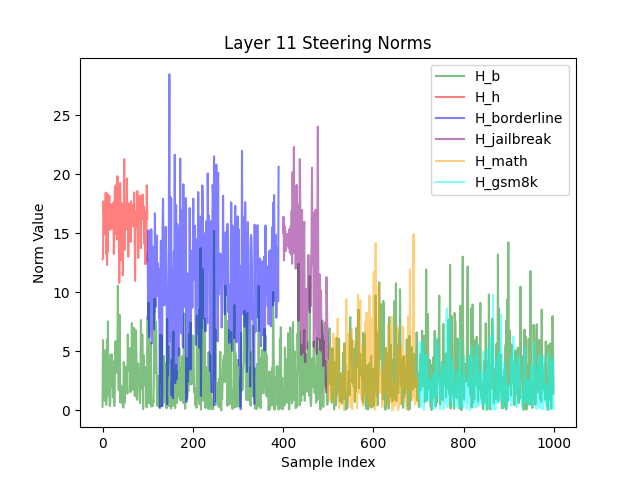 Layer 11 Steering Norms
H_b
H_h
H_borderline
H_jailbreak
H_math
H_gsm8k
25
20
15
10
5
0
Norm Value
0
200
400
600
800
1000
Sample Index